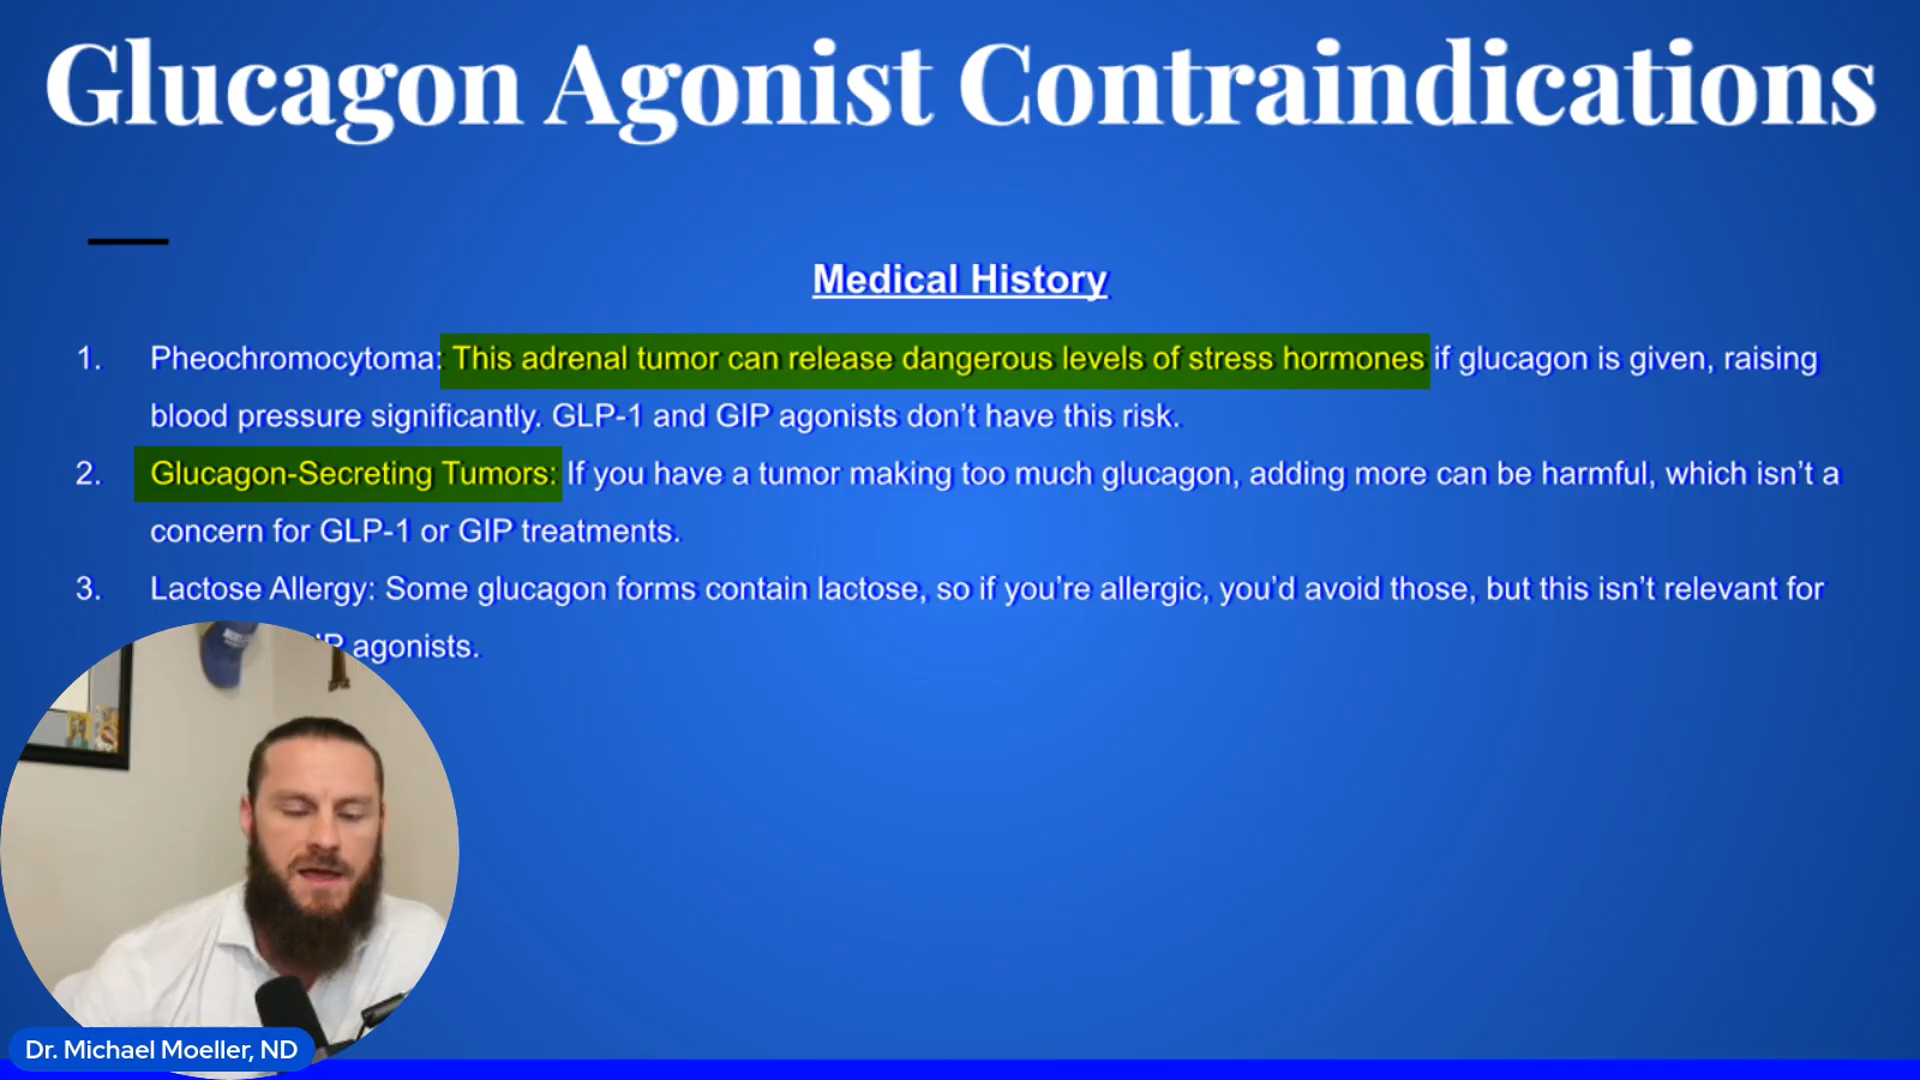 Glucagon Agonist Contraindications
Medical History
1. Pheochromocytoma: This adrenal tumor can release dangerous levels of stress hormones if glucagon is given, raising
blood pressure significantly. GLP-1 and GIP agonists don’t have this risk.
2. Glucagon-Secreting Tumors: If you have a tumor making too much glucagon, adding more can be harmful, which isn’t a
concern for GLP-1 or GIP treatments.
3. Lactose Allergy: Some glucagon forms contain lactose, so if you’re allergic, you’d avoid those, but this isn’t relevant for
agonists.
Dr. Michael Moeller, ND